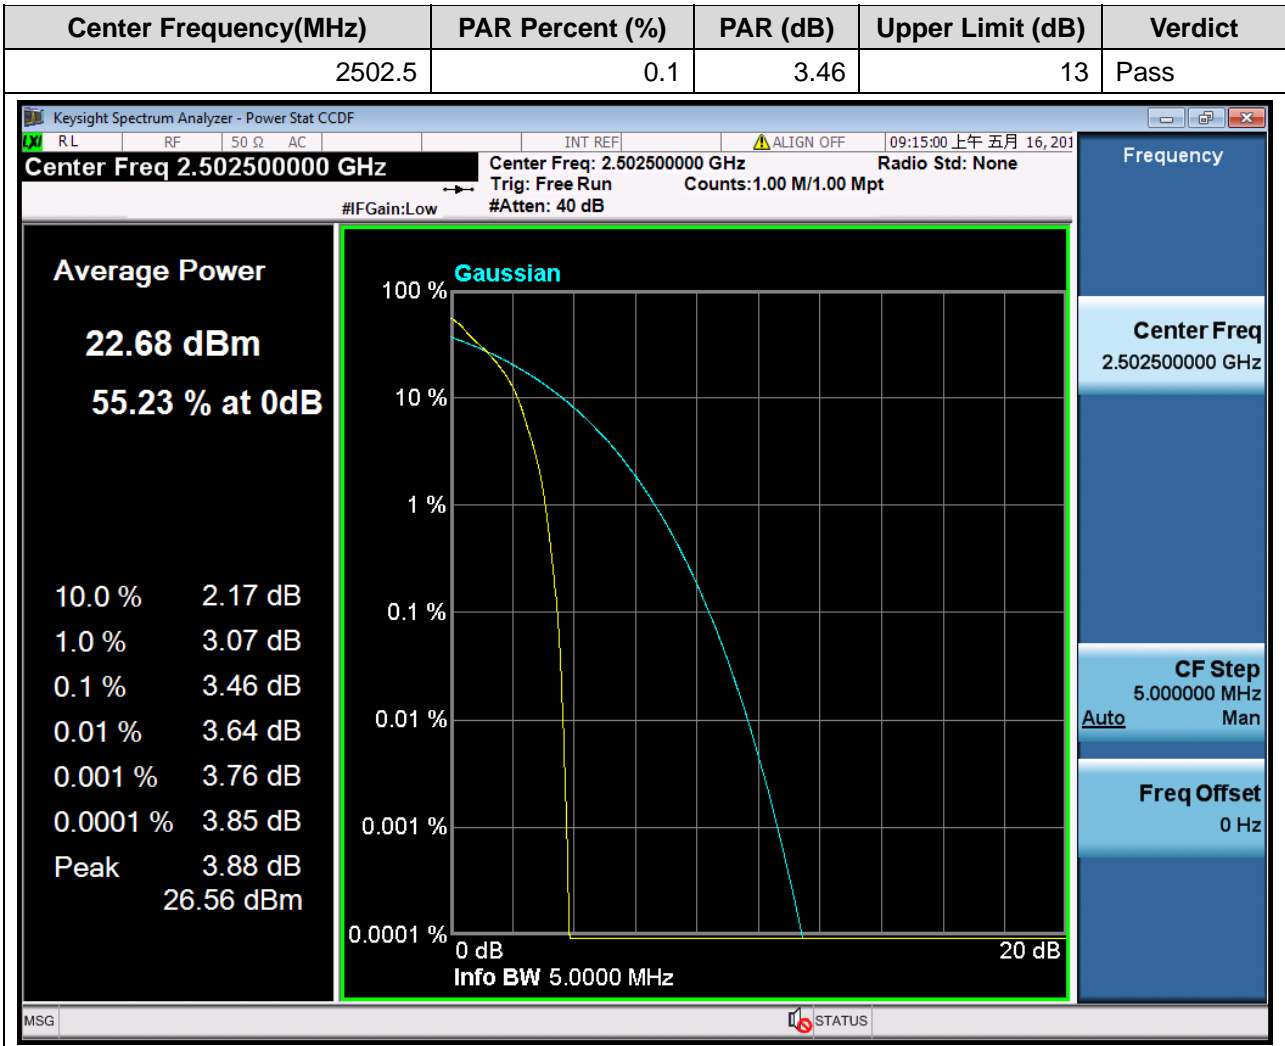 Center Frequency(MHz) PAR Percent (%) PAR (dB) Upper Limit (dB) Verdict
2502.5 0.1 3.46 13 Pass
Keysight Spectrum Analyzer - Power Stat CCDF
LXI RL RF 50 Ω AC INT REF ALIGN OFF 09:15:00 上午 五月 16, 201
Center Freq 2.502500000 GHz
Center Freq: 2.502500000 GHz Radio Std: None
Trig: Free Run Counts:1.00 M/1.00 Mpt
#IFGain:Low #Atten: 40 dB
Frequency
Average Power
22.68 dBm
55.23 % at 0dB
10.0 % 2.17 dB
1.0 % 3.07 dB
0.1 % 3.46 dB
0.01 % 3.64 dB
0.001 % 3.76 dB
0.0001 % 3.85 dB
Peak 3.88 dB
26.56 dBm
Gaussian
100 %
10 %
1 %
0.1 %
0.01 %
0.001 %
0.0001 %
0 dB 20 dB
Info BW 5.0000 MHz
Center Freq
2.502500000 GHz
CF Step
5.000000 MHz
Auto Man
Freq Offset
0 Hz
MSG STATUS